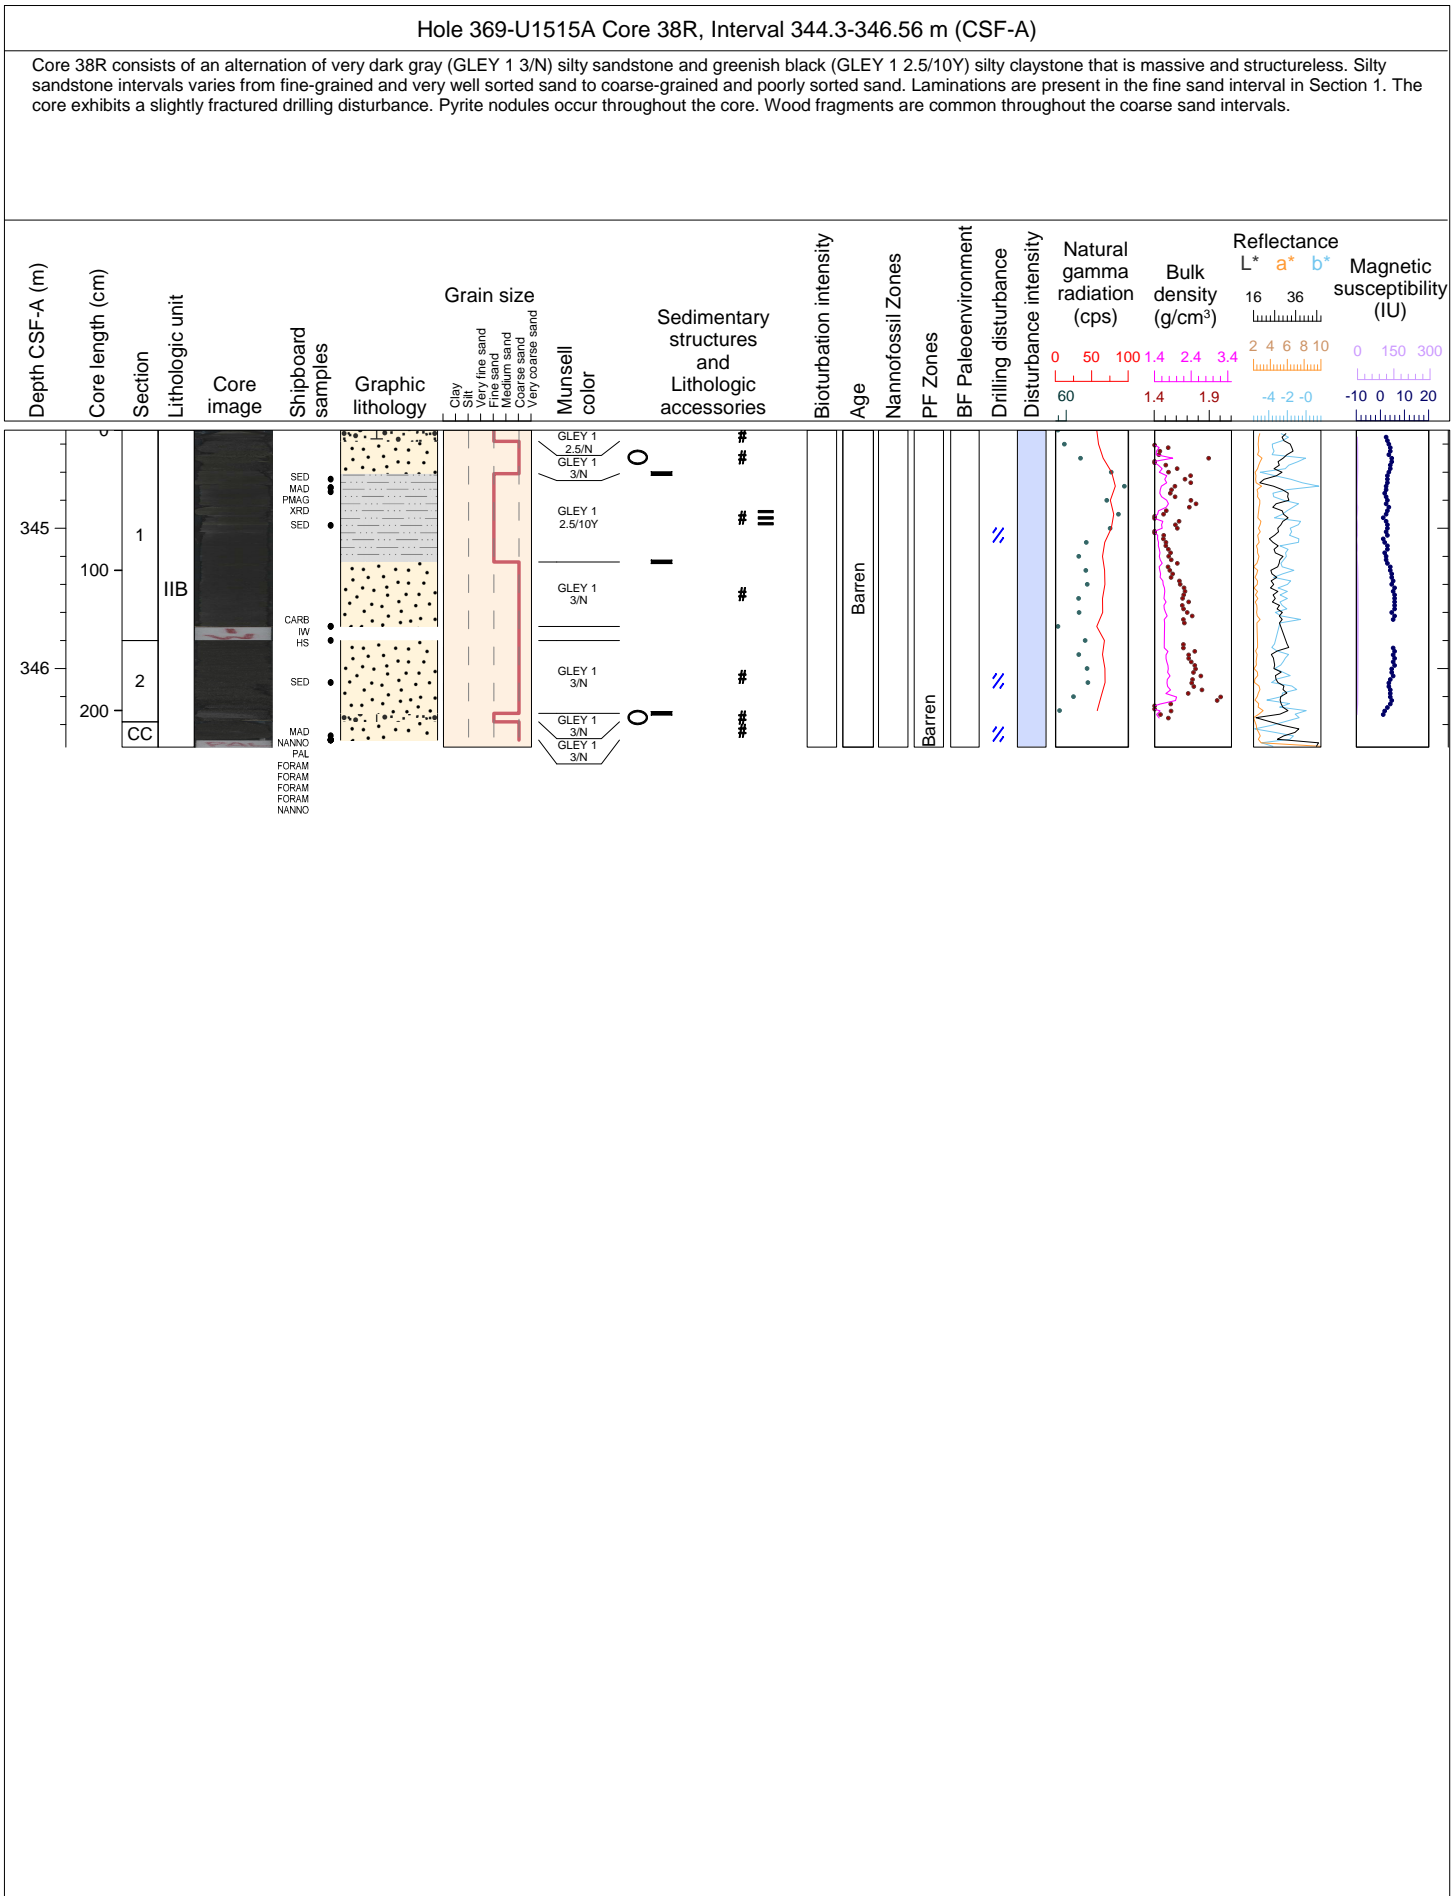 Hole 369-U1515A Core 38R, Interval 344.3-346.56 m (CSF-A)
Core 38R consists of an alternation of very dark gray (GLEY 1 3/N) silty sandstone and greenish black (GLEY 1 2.5/10Y) silty claystone that is massive and structureless. Silty
sandstone intervals varies from fine-grained and very well sorted sand to coarse-grained and poorly sorted sand. Laminations are present in the fine sand interval in Section 1. The
core exhibits a slightly fractured drilling disturbance. Pyrite nodules occur throughout the core. Wood fragments are common throughout the coarse sand intervals.
Depth CSF-A (m)
Core length (cm)
Section
Lithologic unit
Core
image
Shipboard
samples
Graphic
lithology
Grain size
Clay
Silt
Very fine sand
Fine sand
Medium sand
Coarse sand
Very coarse sand
Munsell
color
Sedimentary
structures
and
Lithologic
accessories
Bioturbation intensity
Age
Nannofossil Zones
PF Zones
BF Paleoenvironment
Drilling disturbance
Disturbance intensity
Natural
gamma
radiation
(cps)
0 50 100
60
Bulk
density
(g/cm³)
1.4 2.4 3.4
1.4 1.9
Reflectance
L* a* b*
16 36
2 4 6 8 10
-4 -2 -0
Magnetic
susceptibility
(IU)
0 150 300
-10 0 10 20
345
346
0
100
200
1
2
CC
IIB
SED
MAD
PMAG
XRD
SED
CARB
IW
HS
SED
MAD
NANNO
PAL
FORAM
FORAM
FORAM
FORAM
NANNO
GLEY 1
2.5/N
GLEY 1
3/N
GLEY 1
2.5/10Y
GLEY 1
3/N
GLEY 1
3/N
GLEY 1
3/N
GLEY 1
3/N
Barren
Barren